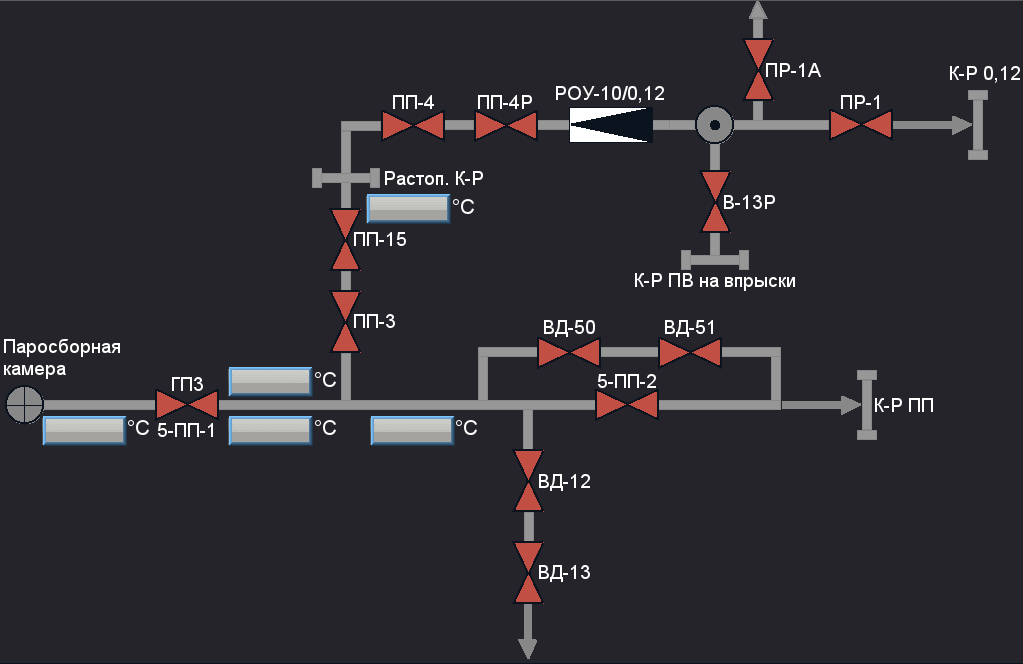 ПР-1А
К-Р 0,12
РОУ-10/0,12
ПП-4
ПП-4Р
ПР-1
Растоп. К-Р
°C
В-13Р
ПП-15
К-Р ПВ на впрыски
ПП-3
ВД-50
ВД-51
Паросборная
камера
ГПЗ
°C
5-ПП-2
К-Р ПП
°C
5-ПП-1
°C
°C
ВД-12
ВД-13